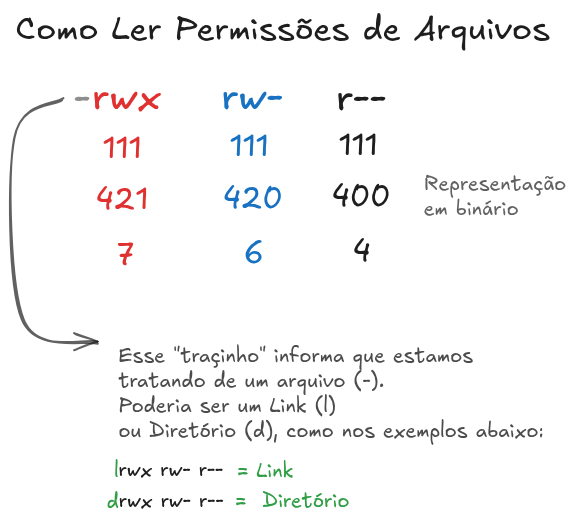 Como Ler Permissões de Arquivos
-rwx rw- r--
111 111 111
421 420 400
Representação
em binário
7 6 4
Esse "traçinho" informa que estamos
tratando de um arquivo (-).
Poderia ser um Link (l)
ou Diretório (d), como nos exemplos abaixo:
lrwx rw- r-- = Link
drwx rw- r-- = Diretório